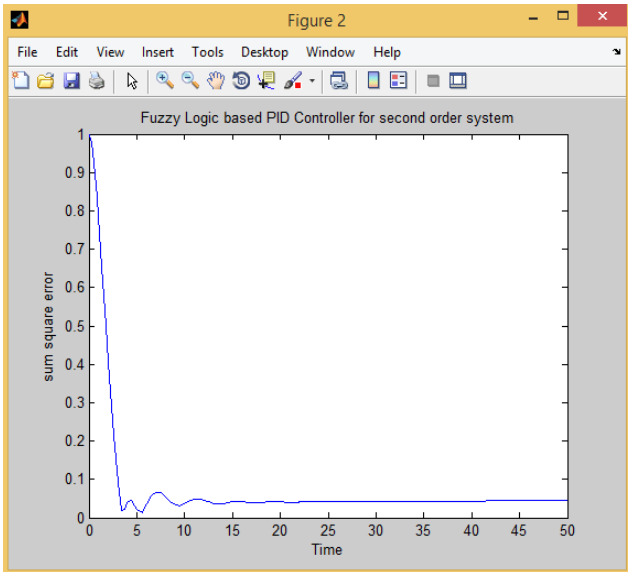 Figure 2
File Edit View Insert Tools Desktop Window Help
Fuzzy Logic based PID Controller for second order system
1
0.9
0.8
0.7
0.6
0.5
0.4
0.3
0.2
0.1
0
sum square error
0 5 10 15 20 25 30 35 40 45 50
Time